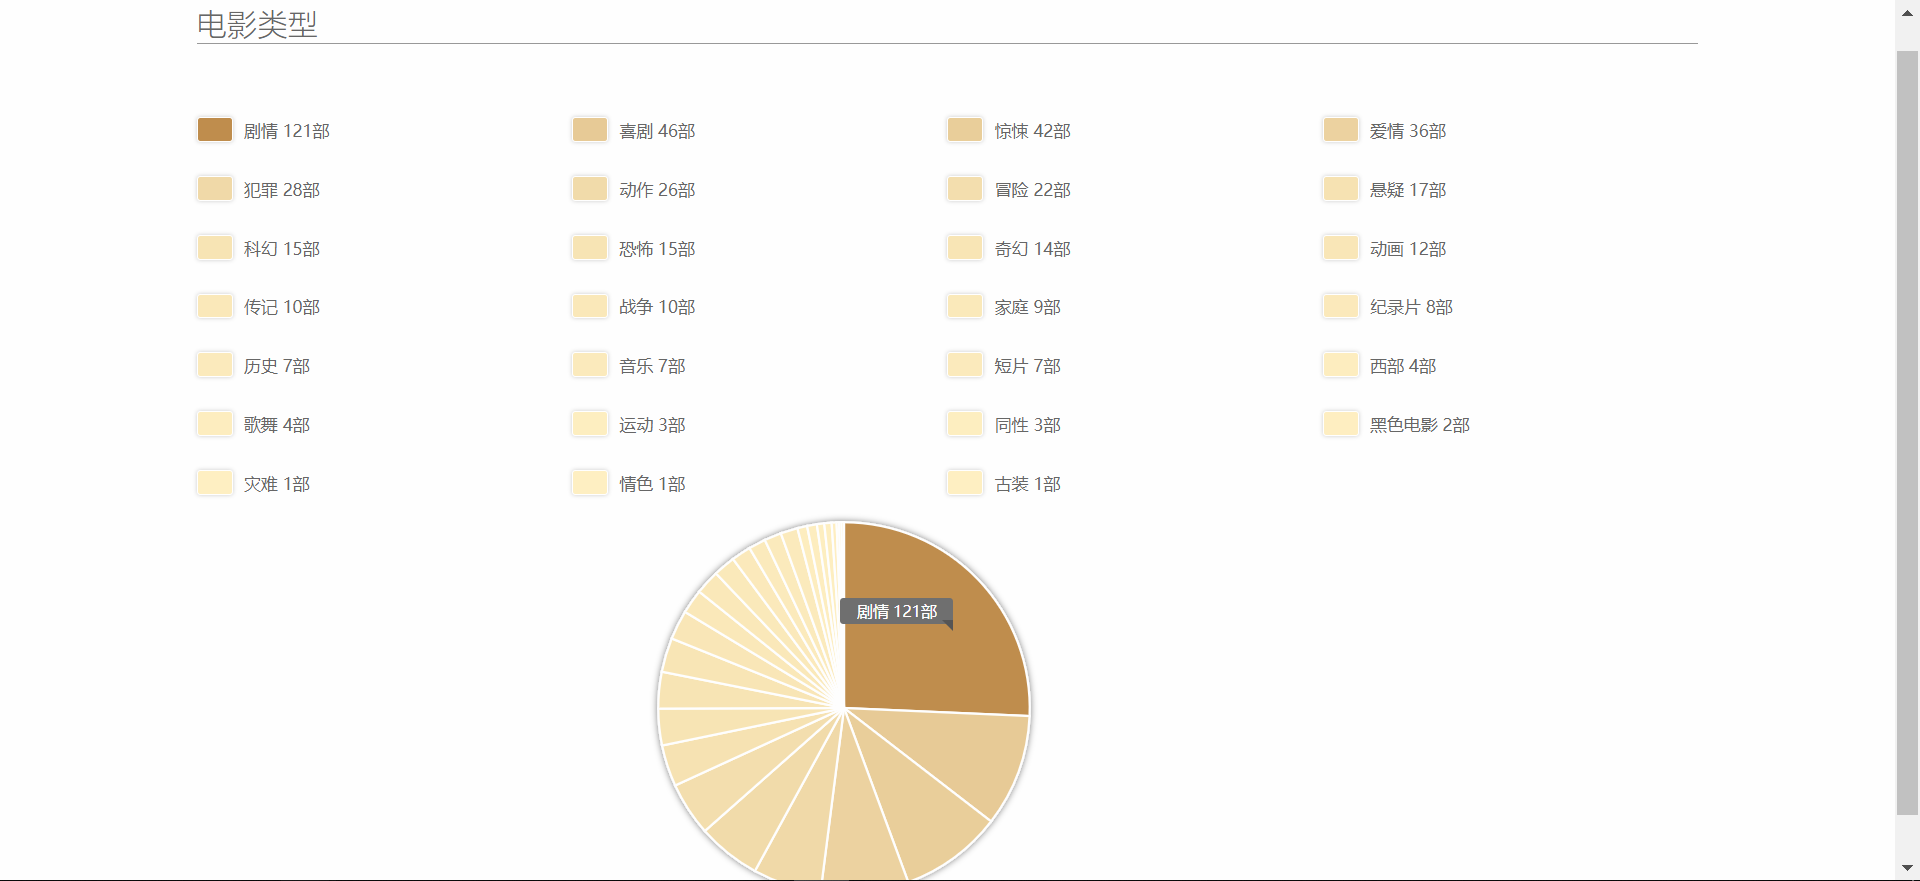 电影类型
剧情 121部 喜剧 46部 惊悚 42部 爱情 36部
犯罪 28部 动作 26部 冒险 22部 悬疑 17部
科幻 15部 恐怖 15部 奇幻 14部 动画 12部
传记 10部 战争 10部 家庭 9部 纪录片 8部
历史 7部 音乐 7部 短片 7部 西部 4部
歌舞 4部 运动 3部 同性 3部 黑色电影 2部
灾难 1部 情色 1部 古装 1部
剧情 121部